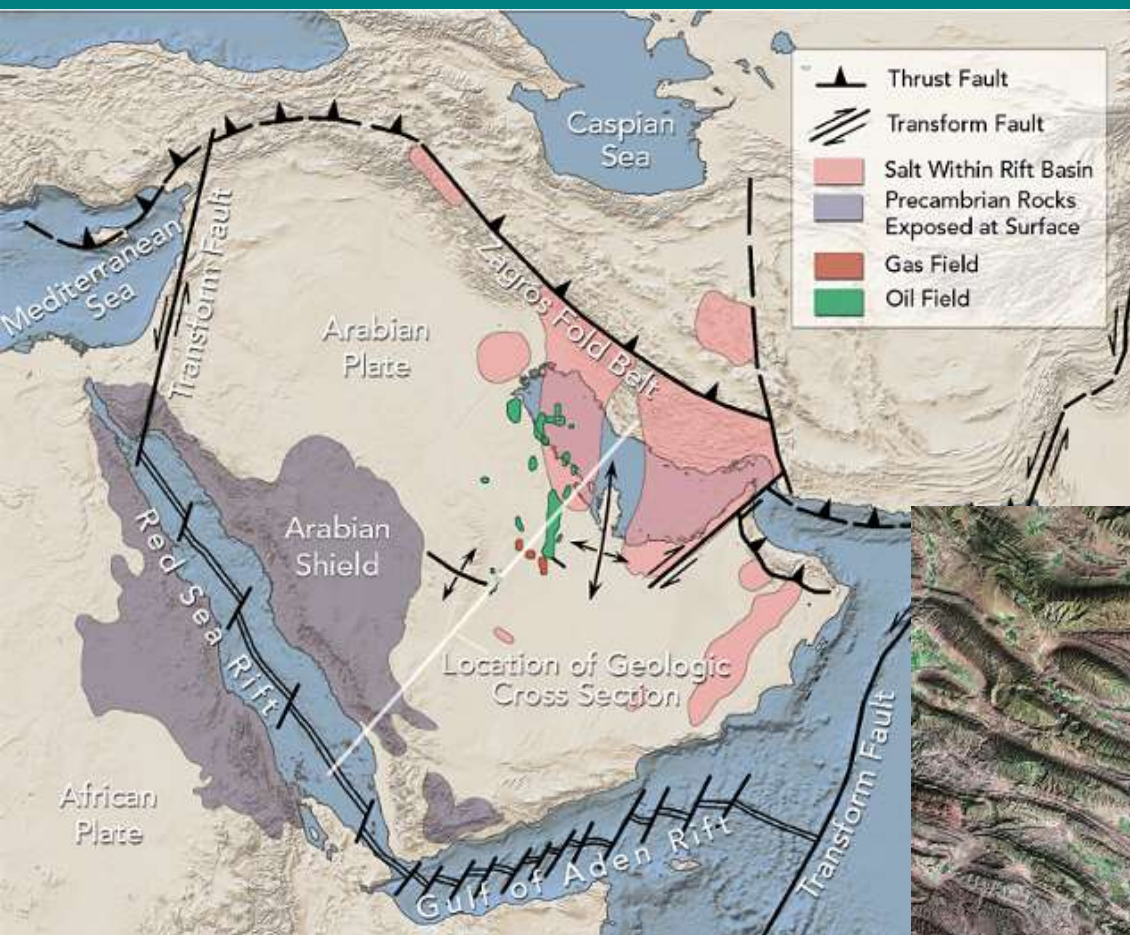 Thrust Fault
Transform Fault
Salt Within Rift Basin
Precambrian Rocks
Exposed at Surface
Gas Field
Oil Field
Caspian
Sea
Mediterranean
Sea
Transform Fault
Zagros Fold Belt
Arabian
Plate
Arabian
Shield
Red Sea Rift
Location of Geologic
Cross Section
African
Plate
Gulf of Aden Rift
Transform Fault